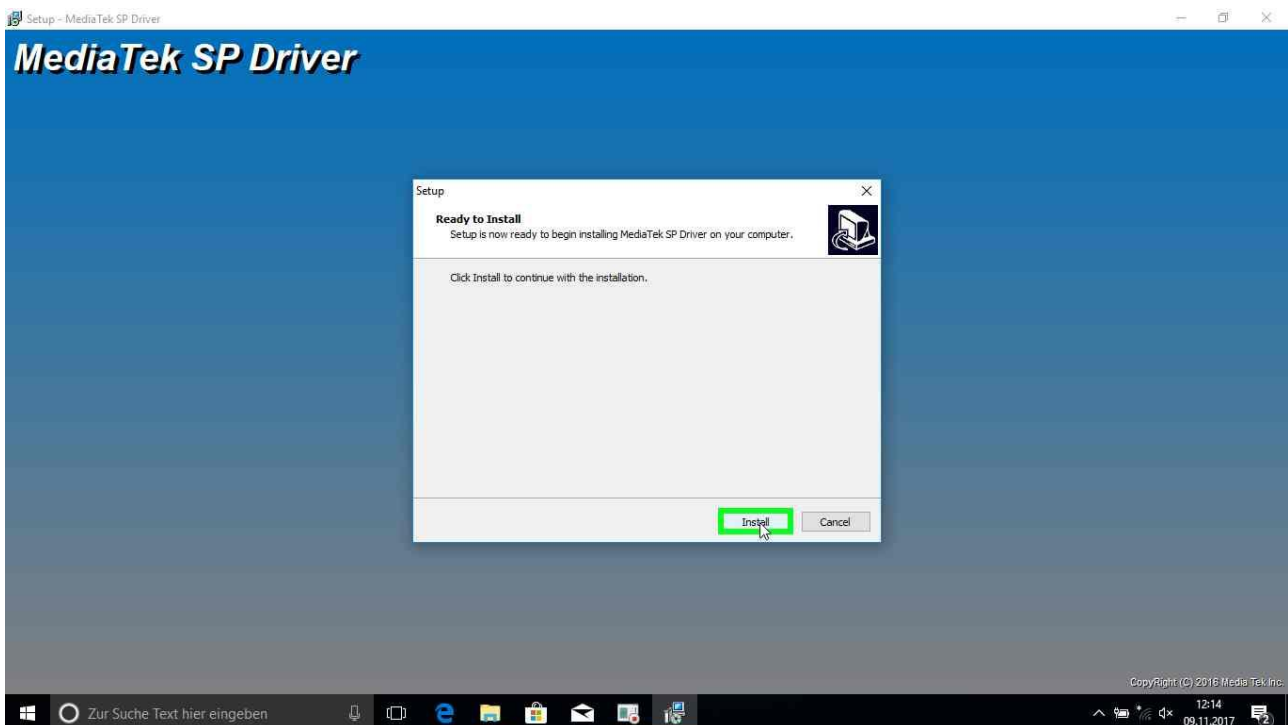 Setup - MediaTek SP Driver
MediaTek SP Driver
Setup
Ready to Install
Setup is now ready to begin installing MediaTek SP Driver on your computer.
Click Install to continue with the installation.
Install
Cancel
CopyRight (C) 2016 Media Tek Inc.
Zur Suche Text hier eingeben
12:14
09.11.2017